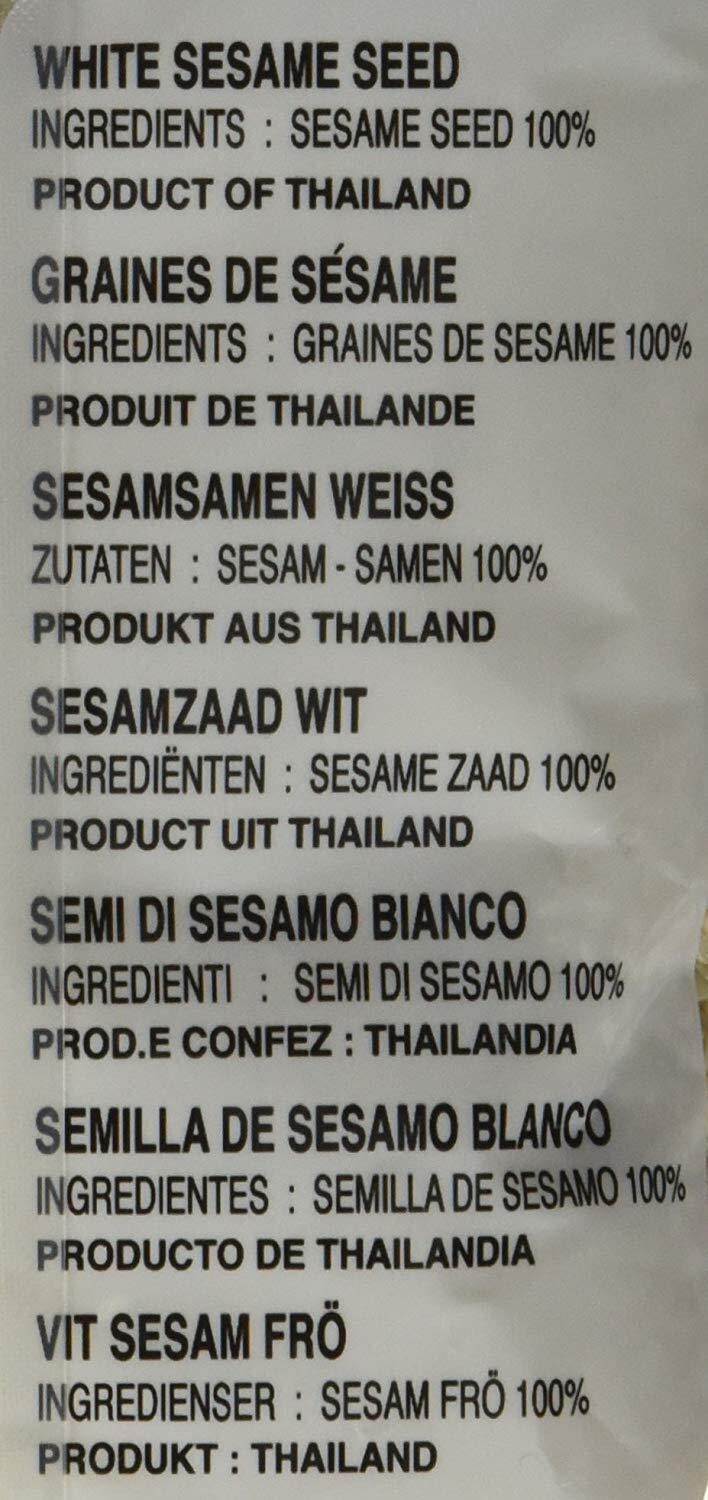 WHITE SESAME SEED
INGREDIENTS : SESAME SEED 100%
PRODUCT OF THAILAND
GRAINES DE SÉSAME
INGREDIENTS : GRAINES DE SESAME 100%
PRODUIT DE THAILANDE
SESAMSAMEN WEISS
ZUTATEN : SESAM - SAMEN 100%
PRODUKT AUS THAILAND
SESAMZAAD WIT
INGREDIËNTEN : SESAME ZAAD 100%
PRODUCT UIT THAILAND
SEMI DI SESAMO BIANCO
INGREDIENTI : SEMI DI SESAMO 100%
PROD.E CONFEZ : THAILANDIA
SEMILLA DE SESAMO BLANCO
INGREDIENTES : SEMILLA DE SESAMO 100%
PRODUCTO DE THAILANDIA
VIT SESAM FRÖ
INGREDIENSER : SESAM FRÖ 100%
PRODUKT : THAILAND